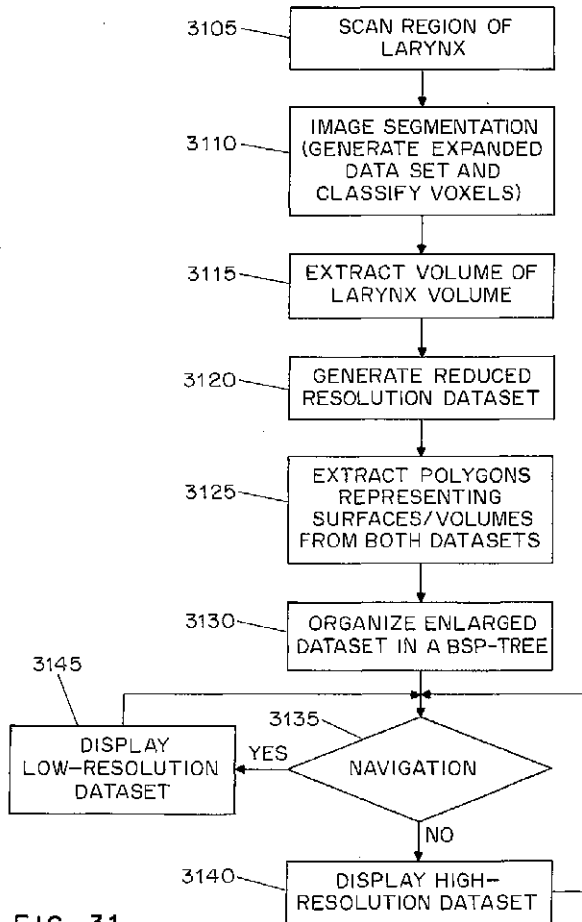 3105
SCAN REGION OF
LARYNX
3110
IMAGE SEGMENTATION
(GENERATE EXPANDED
DATA SET AND
CLASSIFY VOXELS)
3115
EXTRACT VOLUME OF
LARYNX VOLUME
3120
GENERATE REDUCED
RESOLUTION DATASET
3125
EXTRACT POLYGONS
REPRESENTING
SURFACES/VOLUMES
FROM BOTH DATASETS
3130
ORGANIZE ENLARGED
DATASET IN A BSP-TREE
3145
DISPLAY
LOW-RESOLUTION
DATASET
3135
YES
NAVIGATION
NO
3140
DISPLAY HIGH-
RESOLUTION DATASET
FIG. 31